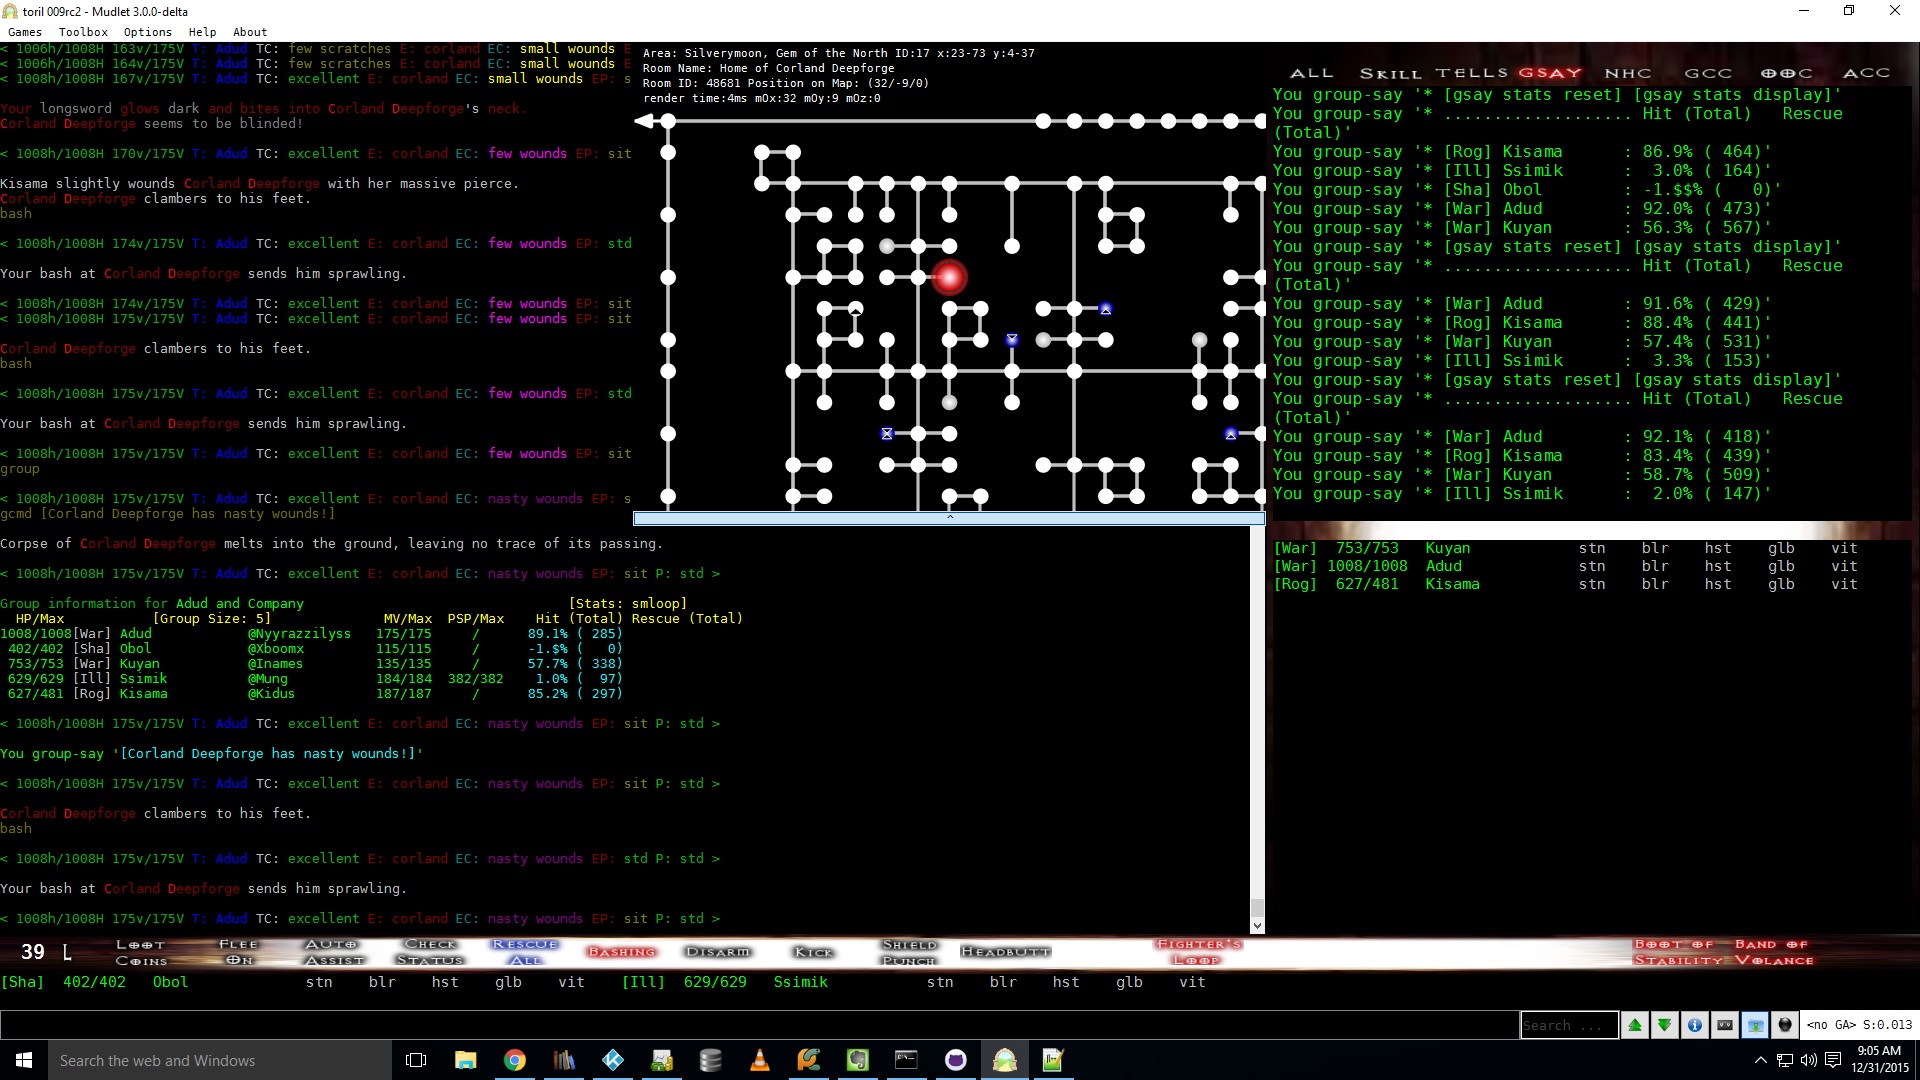 toril 009rc2 - Mudlet 3.0.0-delta
Games Toolbox Options Help About
< 1006h/1008H 163v/175V T: Adud TC: few scratches E: corland EC: small wounds E
< 1006h/1008H 164v/175V T: Adud TC: few scratches E: corland EC: small wounds E
< 1008h/1008H 167v/175V T: Adud TC: excellent E: corland EC: small wounds EP: s
Your longsword glows dark and bites into Corland Deepforge's neck.
Corland Deepforge seems to be blinded!
< 1008h/1008H 170v/175V T: Adud TC: excellent E: corland EC: few wounds EP: sit
Kisama slightly wounds Corland Deepforge with her massive pierce.
Corland Deepforge clambers to his feet.
bash
< 1008h/1008H 174v/175V T: Adud TC: excellent E: corland EC: few wounds EP: std
Your bash at Corland Deepforge sends him sprawling.
< 1008h/1008H 174v/175V T: Adud TC: excellent E: corland EC: few wounds EP: sit
< 1008h/1008H 175v/175V T: Adud TC: excellent E: corland EC: few wounds EP: sit
Corland Deepforge clambers to his feet.
bash
< 1008h/1008H 175v/175V T: Adud TC: excellent E: corland EC: few wounds EP: std
Your bash at Corland Deepforge sends him sprawling.
< 1008h/1008H 175v/175V T: Adud TC: excellent E: corland EC: few wounds EP: sit
group
< 1008h/1008H 175v/175V T: Adud TC: excellent E: corland EC: nasty wounds EP: s
gcmd [Corland Deepforge has nasty wounds!]
Corpse of Corland Deepforge melts into the ground, leaving no trace of its passing.
< 1008h/1008H 175v/175V T: Adud TC: excellent E: corland EC: nasty wounds EP: sit P: std >
Group information for Adud and Company [Stats: smloop]
HP/Max [Group Size: 5] MV/Max PSP/Max Hit (Total) Rescue (Total)
1008/1008[War] Adud @Nyyrazzilyss 175/175 / 89.1% ( 285)
402/402 [Sha] Obol @Xboomx 115/115 / -1.$% ( 0)
753/753 [War] Kuyan @Inames 135/135 / 57.7% ( 338)
629/629 [Ill] Ssimik @Mung 184/184 382/382 1.0% ( 97)
627/481 [Rog] Kisama @Kidus 187/187 / 85.2% ( 297)
< 1008h/1008H 175v/175V T: Adud TC: excellent E: corland EC: nasty wounds EP: sit P: std >
You group-say '[Corland Deepforge has nasty wounds!]'
< 1008h/1008H 175v/175V T: Adud TC: excellent E: corland EC: nasty wounds EP: sit P: std >
Corland Deepforge clambers to his feet.
bash
< 1008h/1008H 175v/175V T: Adud TC: excellent E: corland EC: nasty wounds EP: std P: std >
Your bash at Corland Deepforge sends him sprawling.
< 1008h/1008H 175v/175V T: Adud TC: excellent E: corland EC: nasty wounds EP: sit P: std >
Area: Silverymoon, Gem of the North ID:17 x:23-73 y:4-37
Room Name: Home of Corland Deepforge
Room ID: 48681 Position on Map: (32/-9/0)
render time:4ms mOx:32 mOy:9 mOz:0
ALL SKILL TELLS GSAY NHC GCC OOC ACC
You group-say '* [gsay stats reset] [gsay stats display]'
You group-say '* ................... Hit (Total) Rescue
(Total)'
You group-say '* [Rog] Kisama : 86.9% ( 464)'
You group-say '* [Ill] Ssimik : 3.0% ( 164)'
You group-say '* [Sha] Obol : -1.$$% ( 0)'
You group-say '* [War] Adud : 92.0% ( 473)'
You group-say '* [War] Kuyan : 56.3% ( 567)'
You group-say '* [gsay stats reset] [gsay stats display]'
You group-say '* ................... Hit (Total) Rescue
(Total)'
You group-say '* [War] Adud : 91.6% ( 429)'
You group-say '* [Rog] Kisama : 88.4% ( 441)'
You group-say '* [War] Kuyan : 57.4% ( 531)'
You group-say '* [Ill] Ssimik : 3.3% ( 153)'
You group-say '* [gsay stats reset] [gsay stats display]'
You group-say '* ................... Hit (Total) Rescue
(Total)'
You group-say '* [War] Adud : 92.1% ( 418)'
You group-say '* [Rog] Kisama : 83.4% ( 439)'
You group-say '* [War] Kuyan : 58.7% ( 509)'
You group-say '* [Ill] Ssimik : 2.0% ( 147)'
[War] 753/753 Kuyan stn blr hst glb vit
[War] 1008/1008 Adud stn blr hst glb vit
[Rog] 627/481 Kisama stn blr hst glb vit
39 L LOOT COINS FLEE ON AUTO ASSIST CHECK STATUS RESCUE ALL BASHING DISARM KICK SHIELD PUNCH HEADBUTT FIGHTER'S LOOP BOOT OF STABILITY BAND OF VOLANCE
[Sha] 402/402 Obol stn blr hst glb vit [Ill] 629/629 Ssimik stn blr hst glb vit
Search ... <no GA> S:0.013
Search the web and Windows
9:05 AM
12/31/2015